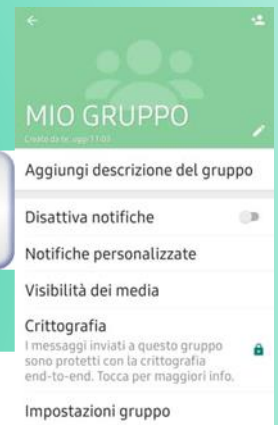 MIO GRUPPO
Creato da te, oggi 11:03
Aggiungi descrizione del gruppo
Disattiva notifiche
Notifiche personalizzate
Visibilità dei media
Crittografia
I messaggi inviati a questo gruppo
sono protetti con la crittografia
end-to-end. Tocca per maggiori info.
Impostazioni gruppo